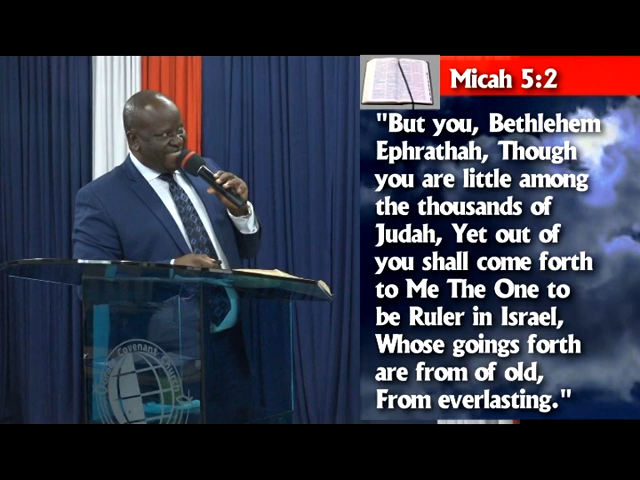 Micah 5:2
"But you, Bethlehem
Ephrathah, Though
you are little among
the thousands of
Judah, Yet out of
you shall come forth
to Me The One to
be Ruler in Israel,
Whose goings forth
are from of old,
From everlasting."
Covenant Church